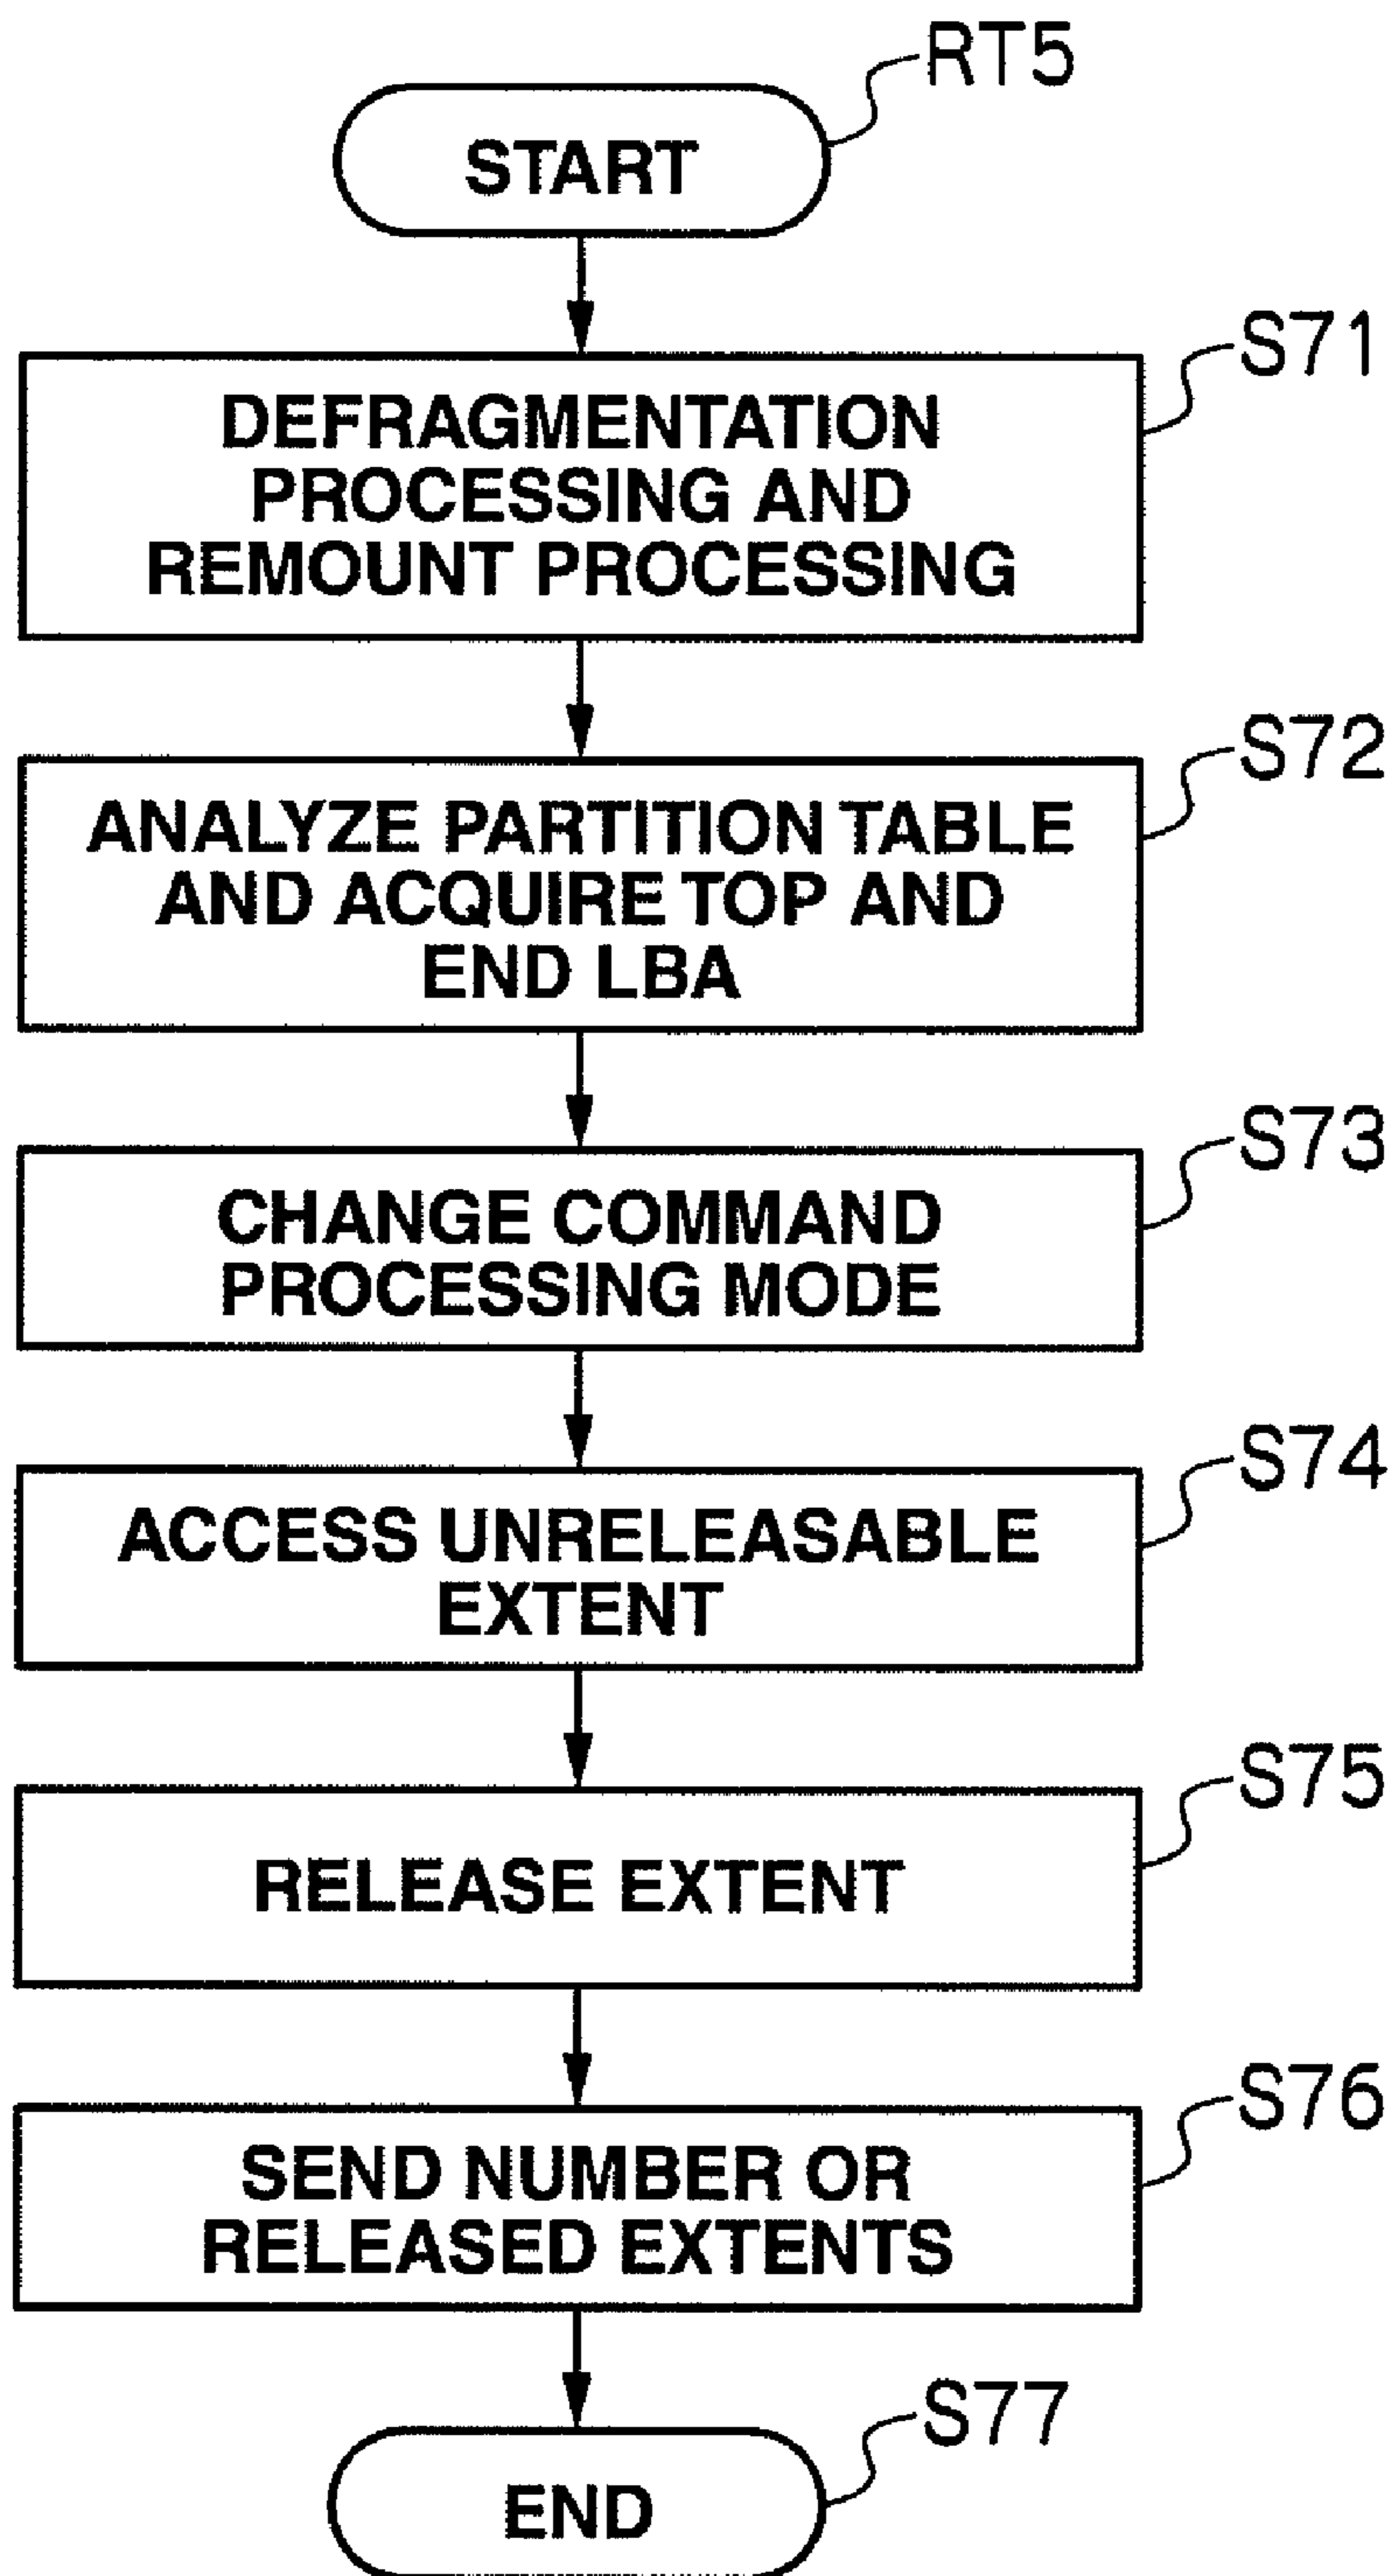 RT5
START
S71
DEFRAGMENTATION
PROCESSING AND
REMOUNT PROCESSING
S72
ANALYZE PARTITION TABLE
AND ACQUIRE TOP AND
END LBA
S73
CHANGE COMMAND
PROCESSING MODE
S74
ACCESS UNRELEASABLE
EXTENT
S75
RELEASE EXTENT
S76
SEND NUMBER OR
RELEASED EXTENTS
S77
END